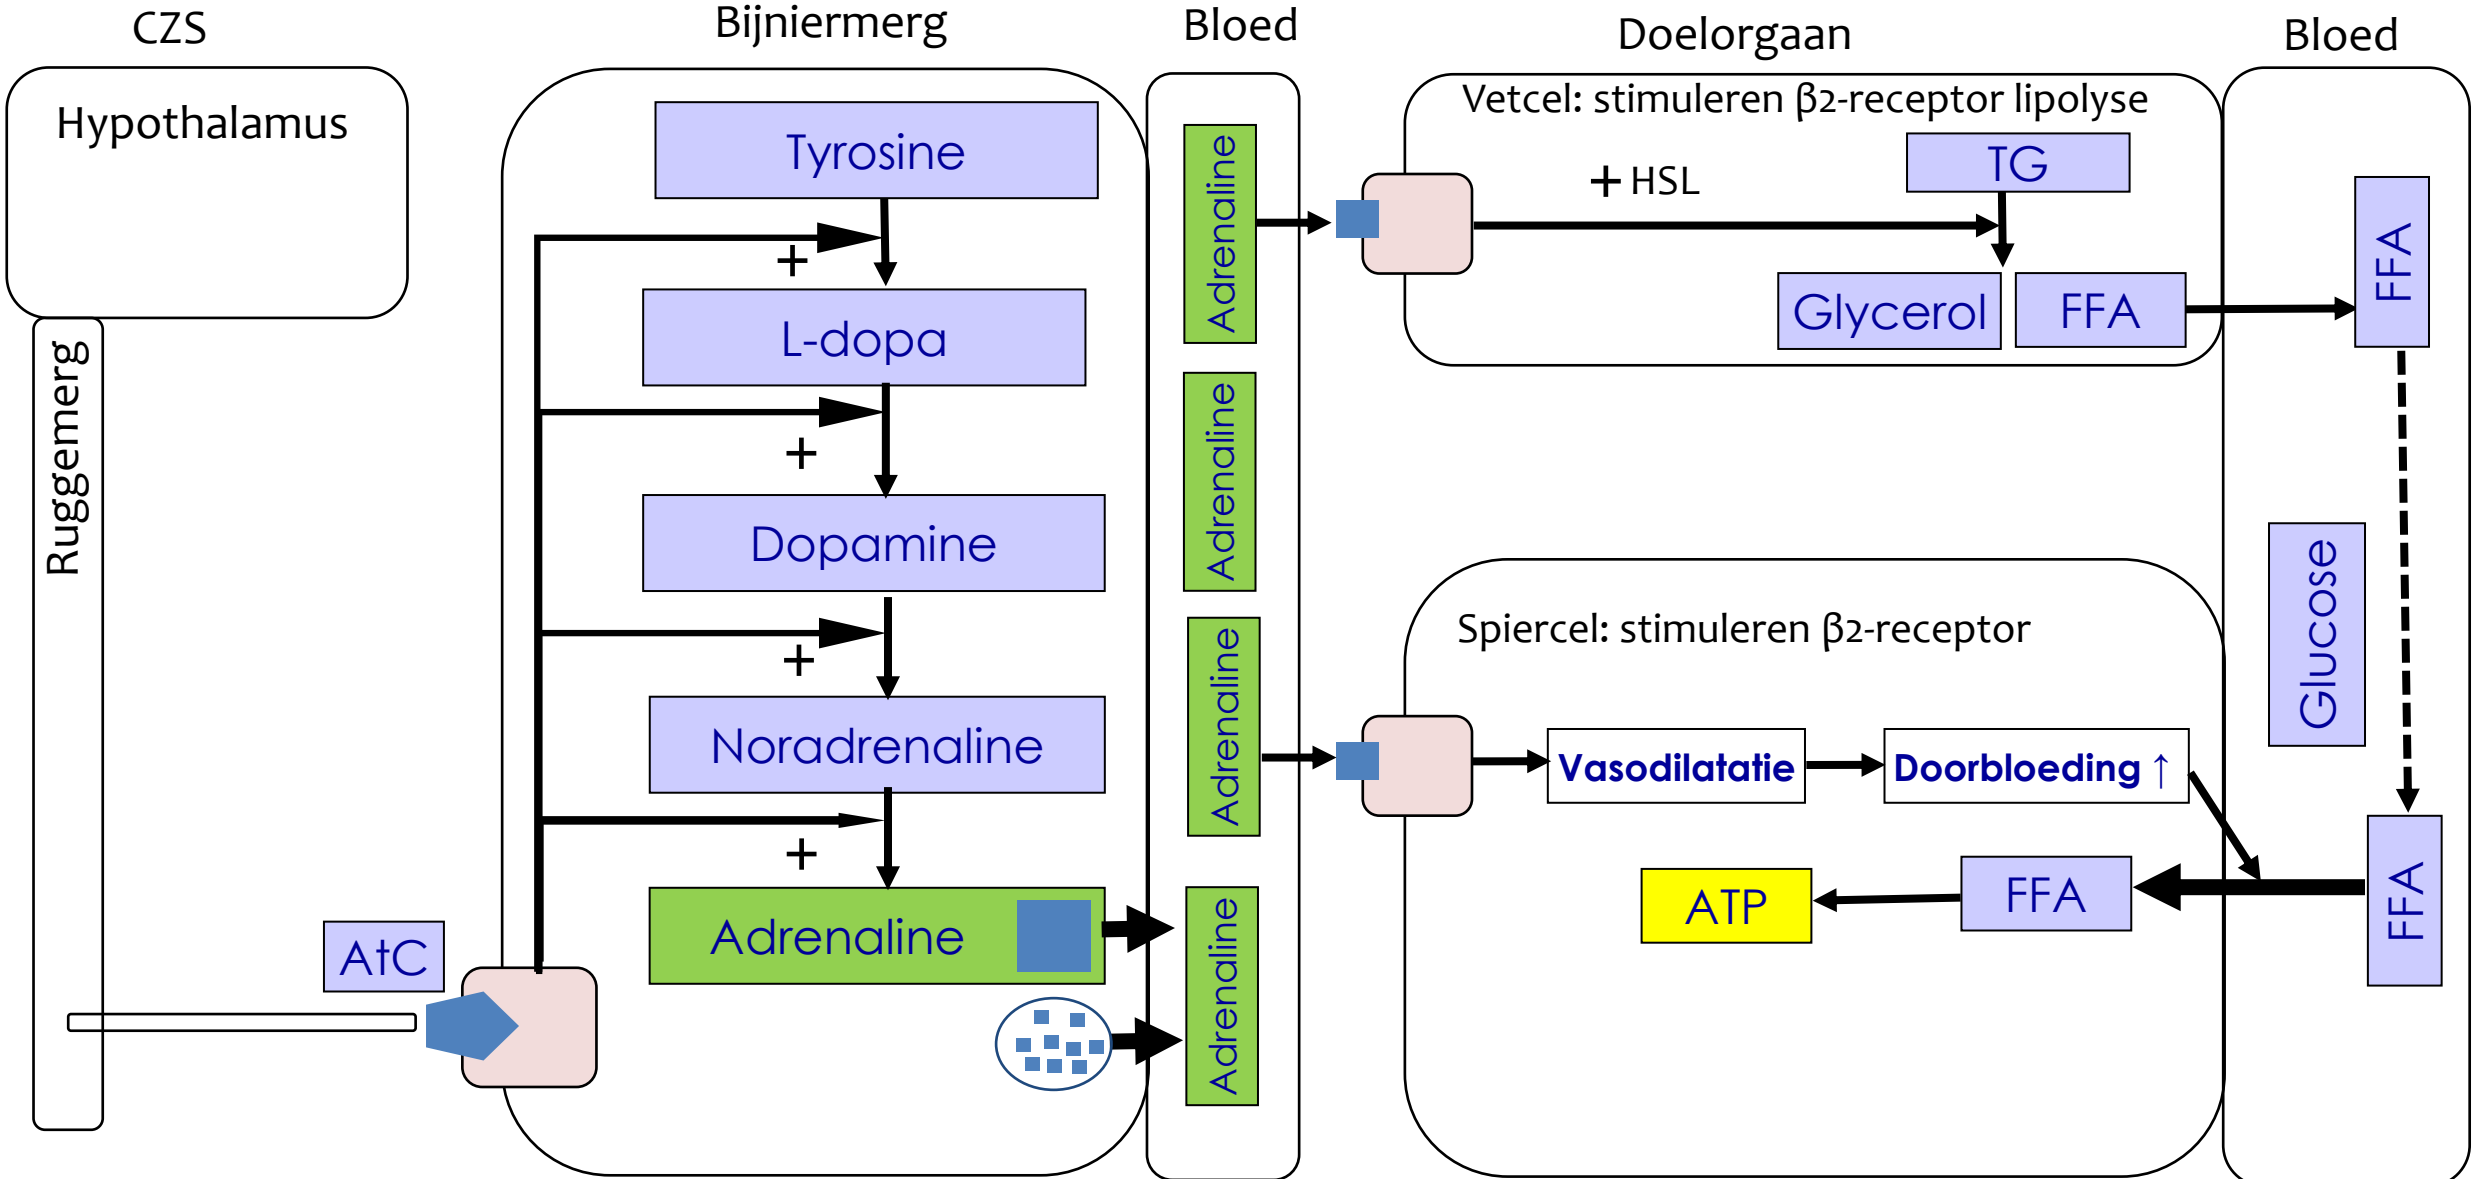 CZS
Hypothalamus
Ruggemerg
AtC
Bijniermerg
Tyrosine
+
L-dopa
+
Dopamine
+
Noradrenaline
+
Adrenaline
Bloed
Adrenaline
Adrenaline
Adrenaline
Adrenaline
Doelorgaan
Vetcel: stimuleren β2-receptor lipolyse
+ HSL
TG
Glycerol
FFA
Spiercel: stimuleren β2-receptor
Vasodilatatie
Doorbloeding ↑
ATP
FFA
Bloed
FFA
Glucose
FFA